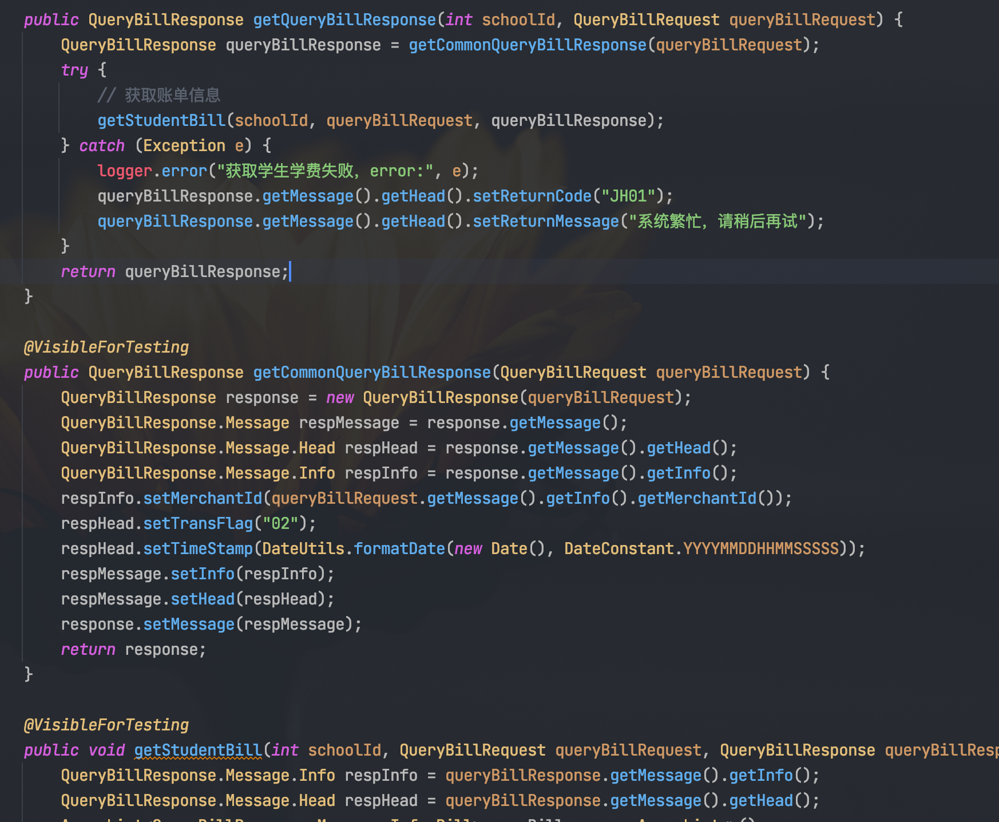 public QueryBillResponse getQueryBillResponse(int schoolId, QueryBillRequest queryBillRequest) {
    QueryBillResponse queryBillResponse = getCommonQueryBillResponse(queryBillRequest);
    try {
        // 获取账单信息
        getStudentBill(schoolId, queryBillRequest, queryBillResponse);
    } catch (Exception e) {
        logger.error("获取学生学费失败，error:", e);
        queryBillResponse.getMessage().getHead().setReturnCode("JH01");
        queryBillResponse.getMessage().getHead().setReturnMessage("系统繁忙，请稍后再试");
    }
    return queryBillResponse;
}
@VisibleForTesting
public QueryBillResponse getCommonQueryBillResponse(QueryBillRequest queryBillRequest) {
    QueryBillResponse response = new QueryBillResponse(queryBillRequest);
    QueryBillResponse.Message respMessage = response.getMessage();
    QueryBillResponse.Message.Head respHead = response.getMessage().getHead();
    QueryBillResponse.Message.Info respInfo = response.getMessage().getInfo();
    respInfo.setMerchantId(queryBillRequest.getMessage().getInfo().getMerchantId());
    respHead.setTransFlag("02");
    respHead.setTimeStamp(DateUtils.formatDate(new Date(), DateConstant.YYYYMMDDHHMMSSSSS));
    respMessage.setInfo(respInfo);
    respMessage.setHead(respHead);
    response.setMessage(respMessage);
    return response;
}
@VisibleForTesting
public void getStudentBill(int schoolId, QueryBillRequest queryBillRequest, QueryBillResponse queryBillResp
    QueryBillResponse.Message.Info respInfo = queryBillResponse.getMessage().getInfo();
    QueryBillResponse.Message.Head respHead = queryBillResponse.getMessage().getHead();